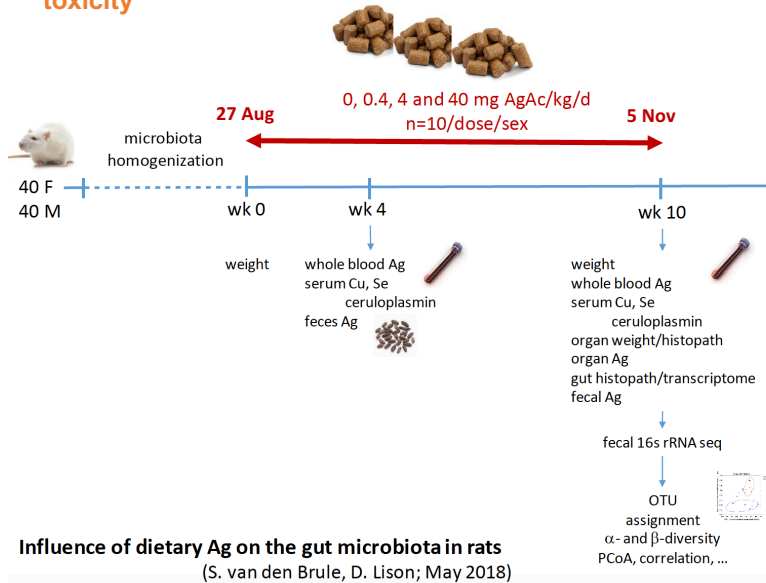 toxicity
0, 0.4, 4 and 40 mg AgAc/kg/d
n=10/dose/sex
27 Aug
5 Nov
microbiota
homogenization
40 F
40 M
wk 0
wk 4
wk 10
weight
whole blood Ag
serum Cu, Se
ceruloplasmin
feces Ag
weight
whole blood Ag
serum Cu, Se
ceruloplasmin
organ weight/histopath
organ Ag
gut histopath/transcriptome
fecal Ag
fecal 16s rRNA seq
OTU
assignment
α- and β-diversity
PCoA, correlation, ...
Influence of dietary Ag on the gut microbiota in rats
(S. van den Brule, D. Lison; May 2018)